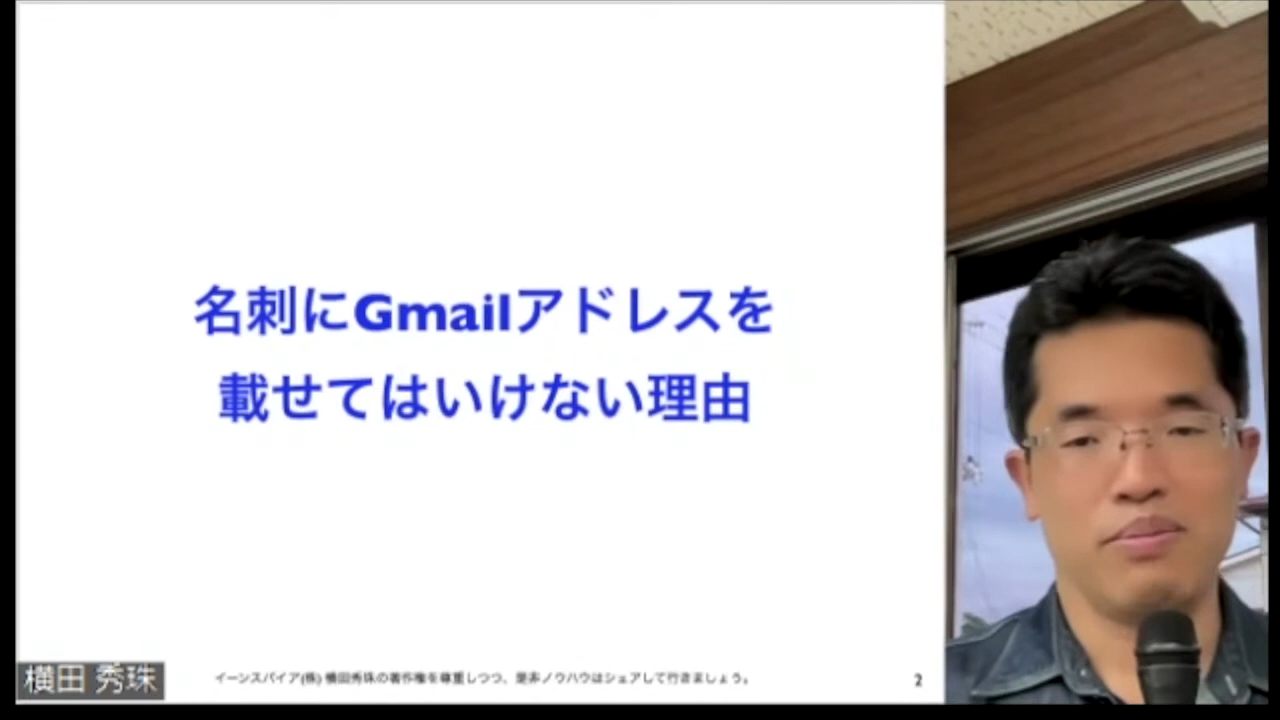 名刺にGmailアドレスを
載せてはいけない理由
横田 秀珠
イーンスパイア(株) 横田秀珠の著作権を尊重しつつ、是非ノウハウはシェアして行きましょう。
2